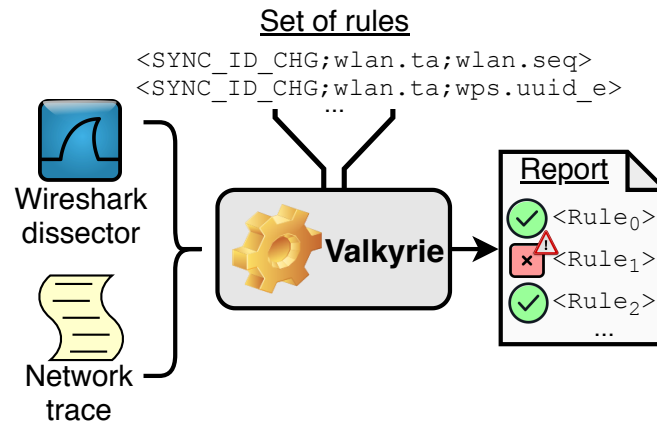 Set of rules
<SYNC_ID_CHG;wlan.ta;wlan.seq>
<SYNC_ID_CHG;wlan.ta;wps.uuid_e>
...
Wireshark
dissector
Network
trace
Valkyrie
Report
<Rule0>
!
<Rule1>
<Rule2>
...